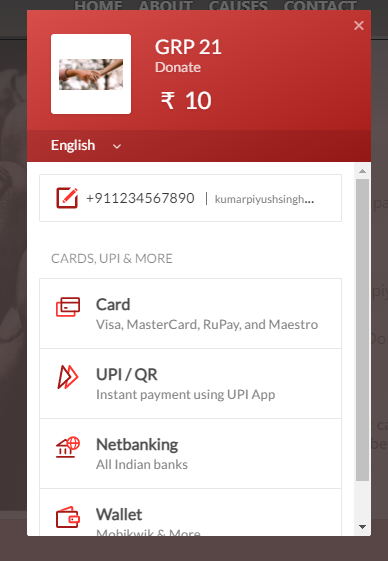 HOME ABOUT CAUSES CONTACT
GRP 21
Donate
₹ 10
English
+911234567890 | kumarpiyushsingh...
CARDS, UPI & MORE
Card
Visa, MasterCard, RuPay, and Maestro
UPI / QR
Instant payment using UPI App
Netbanking
All Indian banks
Wallet
Mobikwik & More